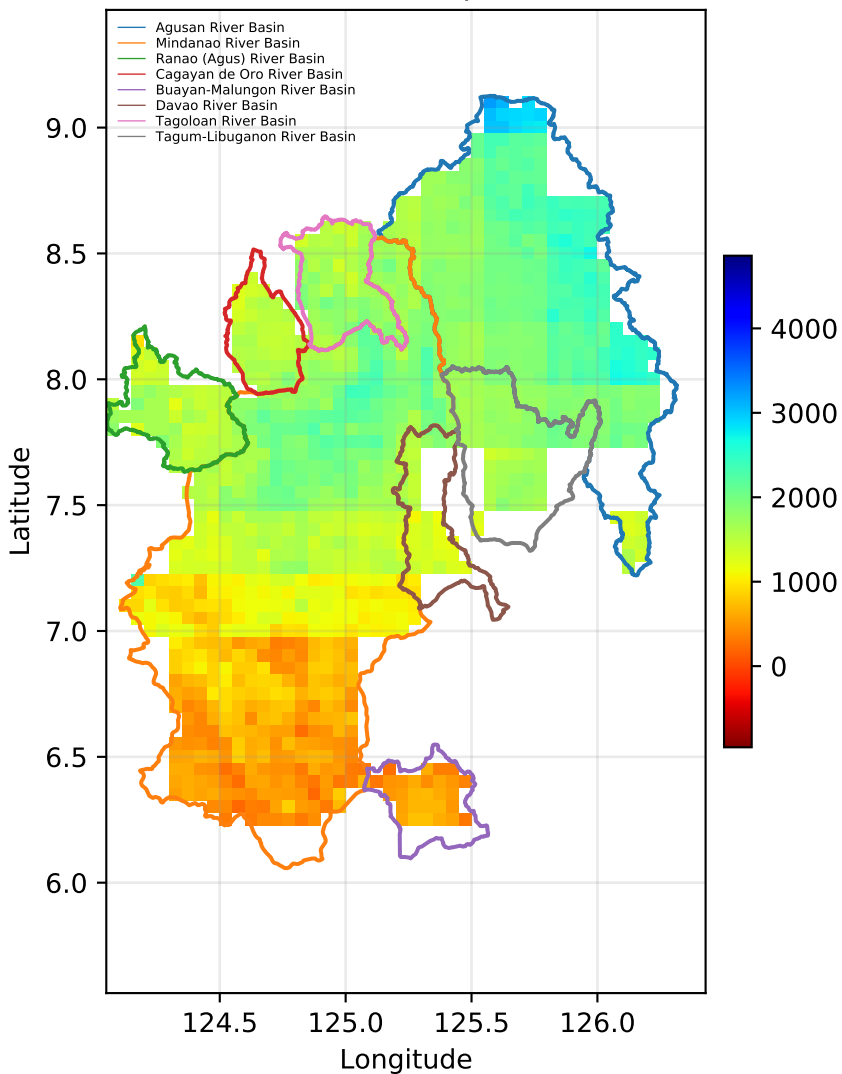 Agusan River Basin
Mindanao River Basin
Ranao (Agus) River Basin
Cagayan de Oro River Basin
Buayan-Malungon River Basin
Davao River Basin
Tagoloan River Basin
Tagum-Libuganon River Basin
9.0
8.5
8.0
7.5
7.0
6.5
6.0
Latitude
124.5 125.0 125.5 126.0
Longitude
4000
3000
2000
1000
0